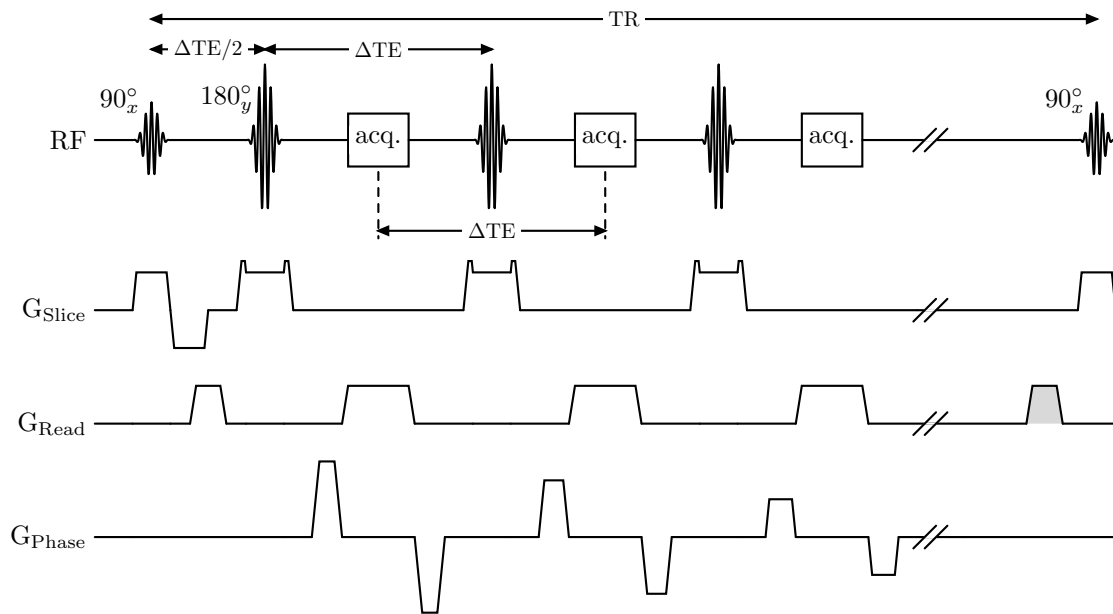 TR
ΔTE/2
ΔTE
90°x
180°y
90°x
RF
acq.
acq.
acq.
ΔTE
GSlice
GRead
GPhase